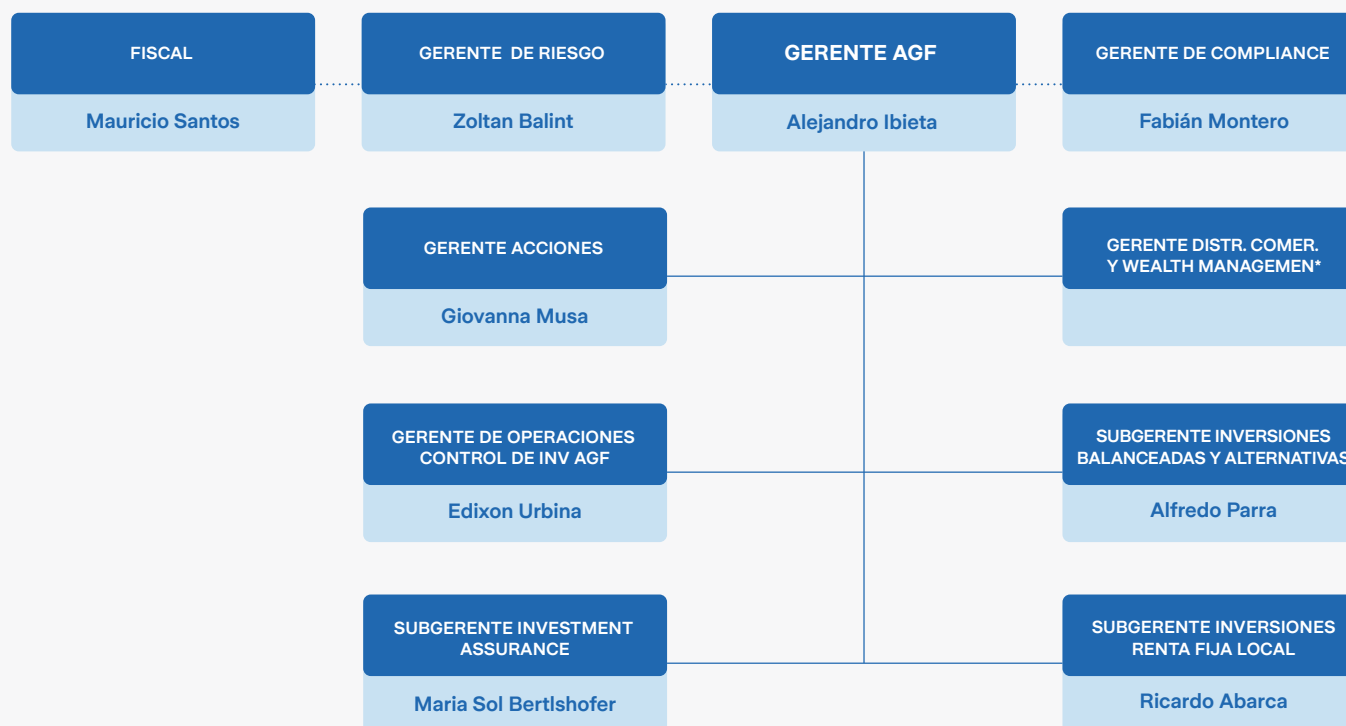 FISCAL
Mauricio Santos
GERENTE DE RIESGO
Zoltan Balint
GERENTE AGF
Alejandro Ibieta
GERENTE DE COMPLIANCE
Fabián Montero
GERENTE ACCIONES
Giovanna Musa
GERENTE DISTR. COMER.
Y WEALTH MANAGEMEN*
GERENTE DE OPERACIONES
CONTROL DE INV AGF
Edixon Urbina
SUBGERENTE INVERSIONES
BALANCEADAS Y ALTERNATIVAS
Alfredo Parra
SUBGERENTE INVESTMENT
ASSURANCE
Maria Sol Bertlshofer
SUBGERENTE INVERSIONES
RENTA FIJA LOCAL
Ricardo Abarca